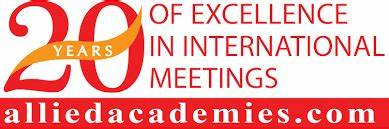 20
YEARS
OF EXCELLENCE
IN INTERNATIONAL
MEETINGS
alliedacademies.com